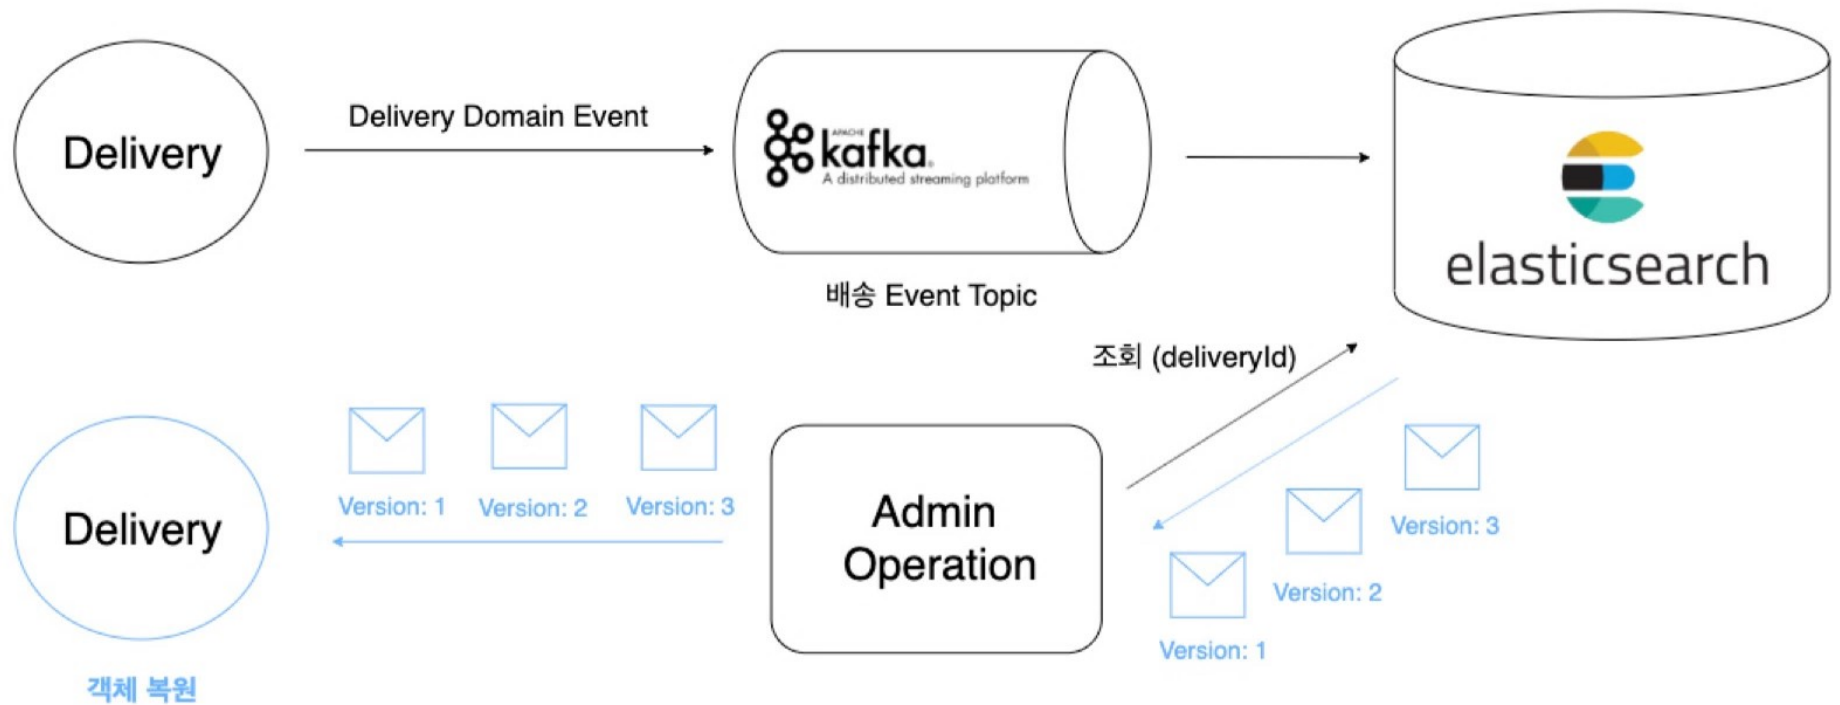 Delivery
Delivery Domain Event
APACHE
kafka
A distributed streaming platform
배송 Event Topic
elasticsearch
조회 (deliveryId)
Version: 1
Version: 2
Version: 3
Delivery
객체 복원
Admin
Operation
Version: 3
Version: 2
Version: 1